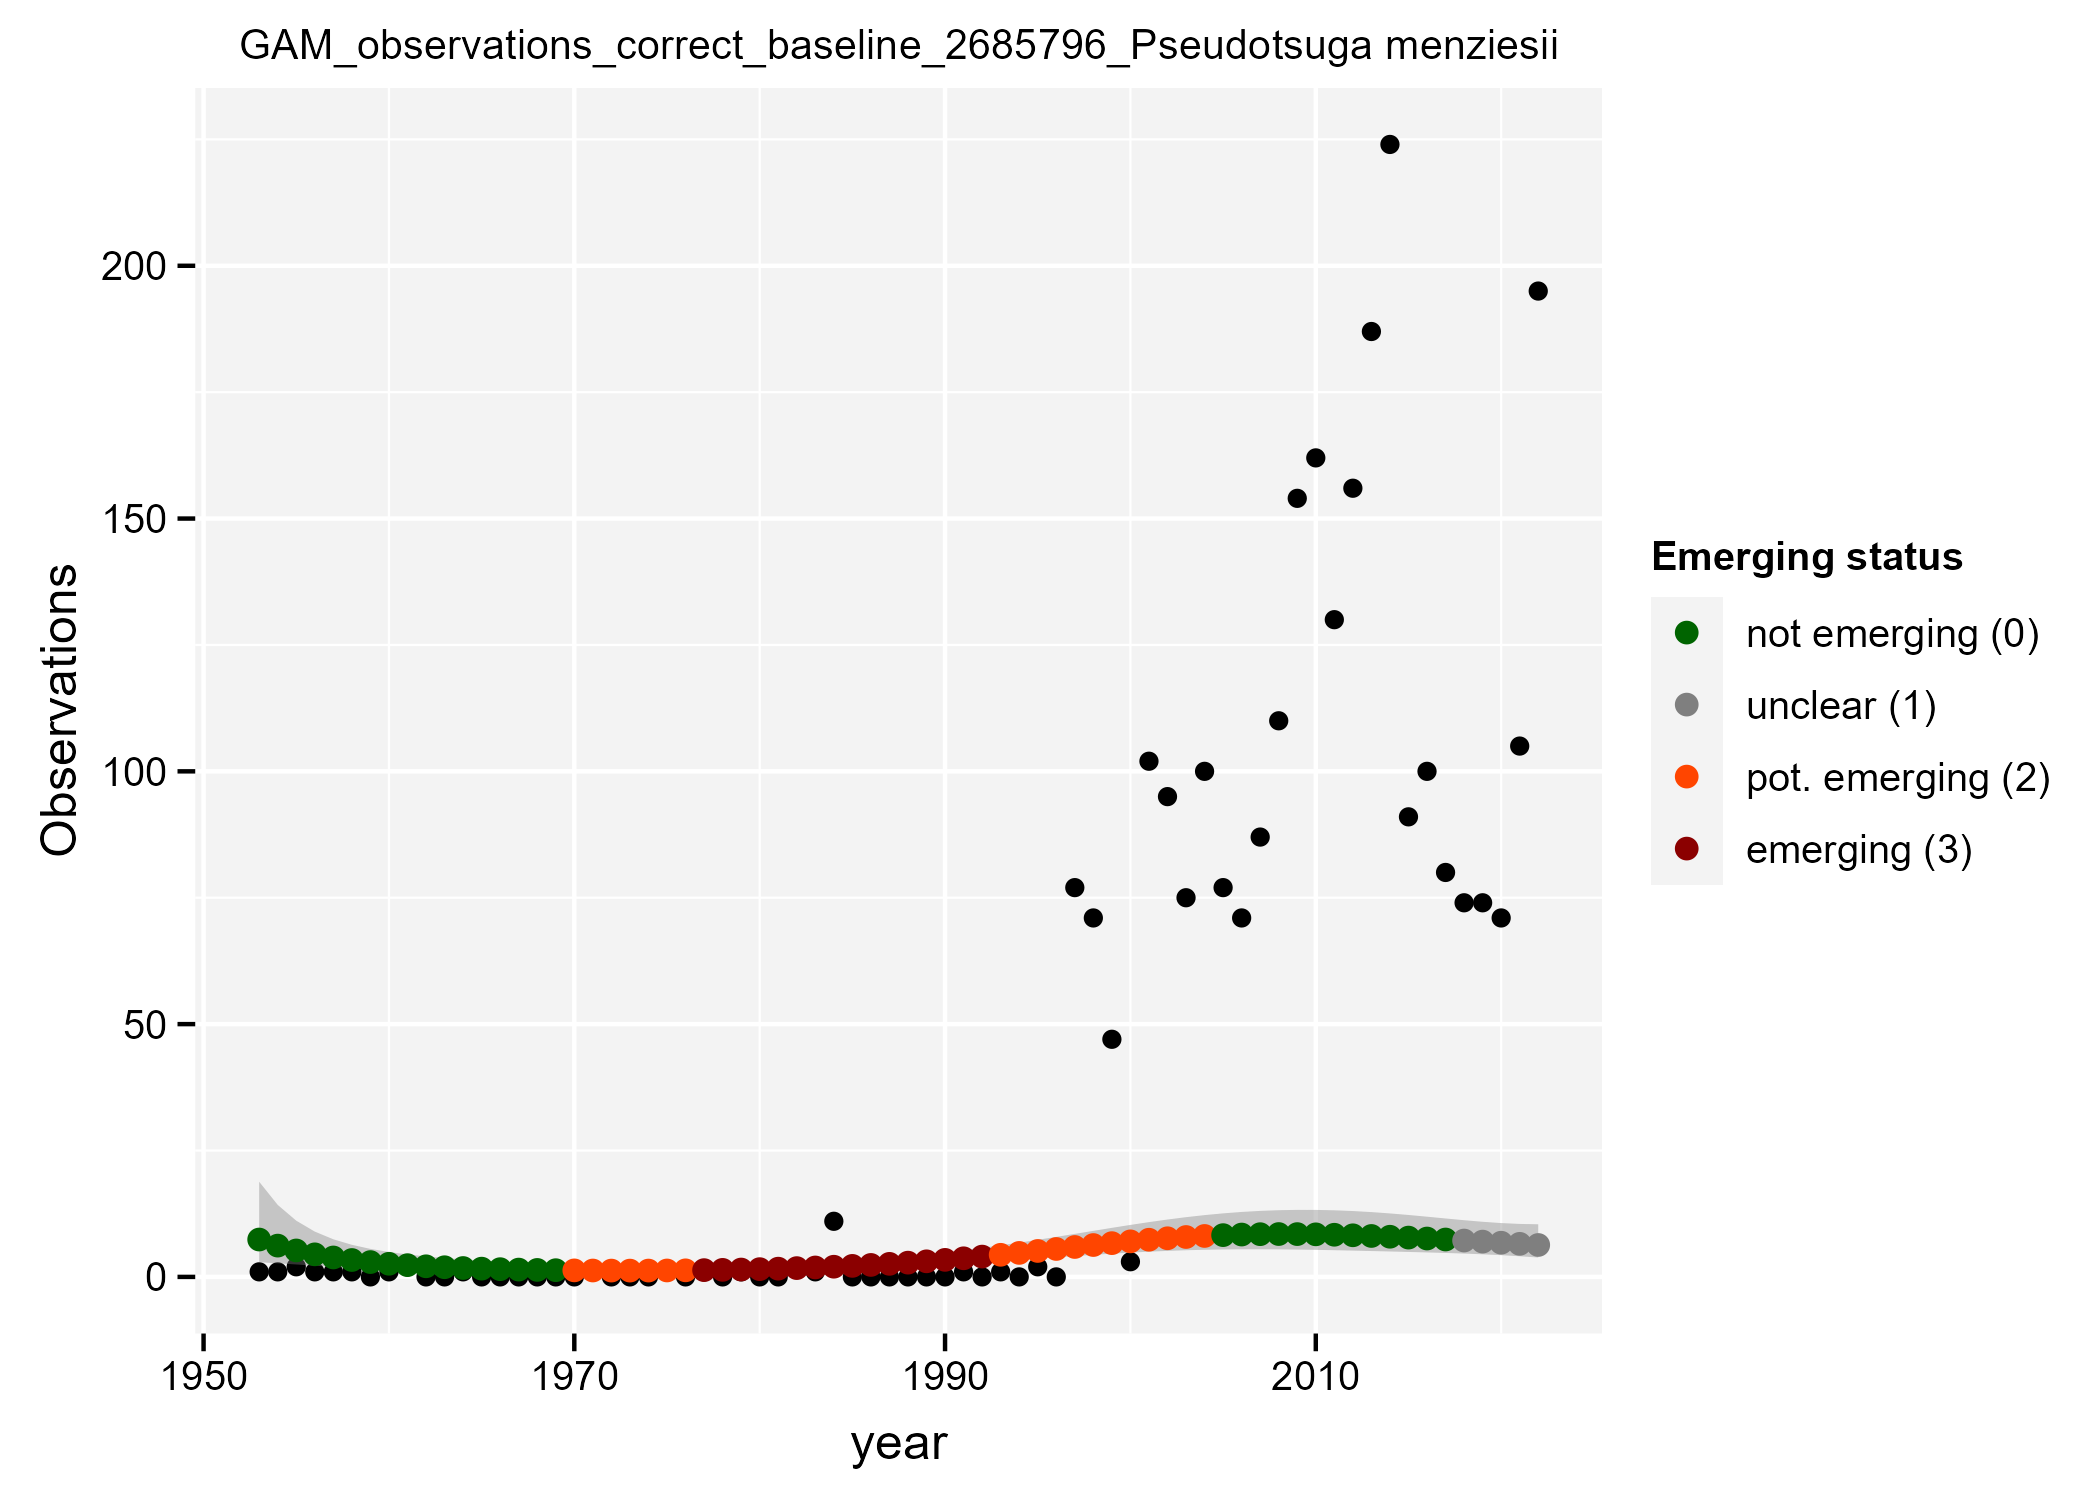 GAM_observations_correct_baseline_2685796_Pseudotsuga menziesii
Observations
200
150
100
50
0
1950
1970
1990
2010
year
Emerging status
not emerging (0)
unclear (1)
pot. emerging (2)
emerging (3)